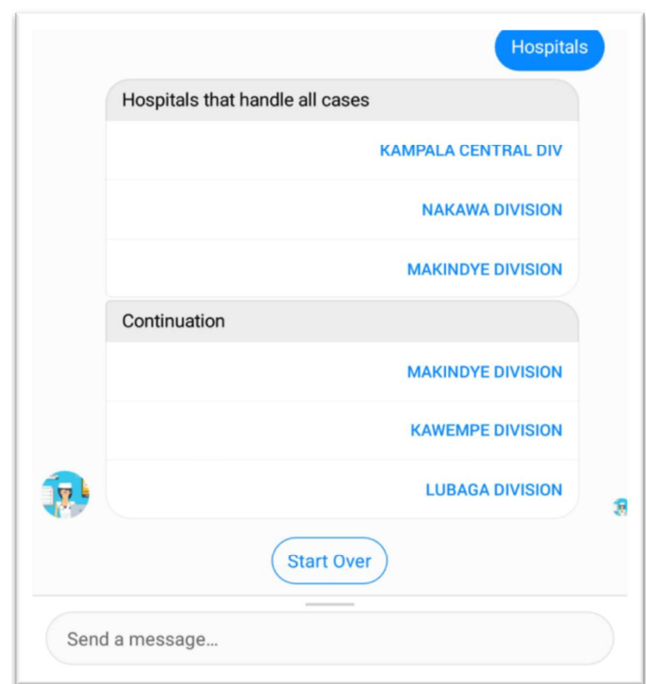 Hospitals
Hospitals that handle all cases
KAMPALA CENTRAL DIV
NAKAWA DIVISION
MAKINDYE DIVISION
Continuation
MAKINDYE DIVISION
KAWEMPE DIVISION
LUBAGA DIVISION
Start Over
Send a message...